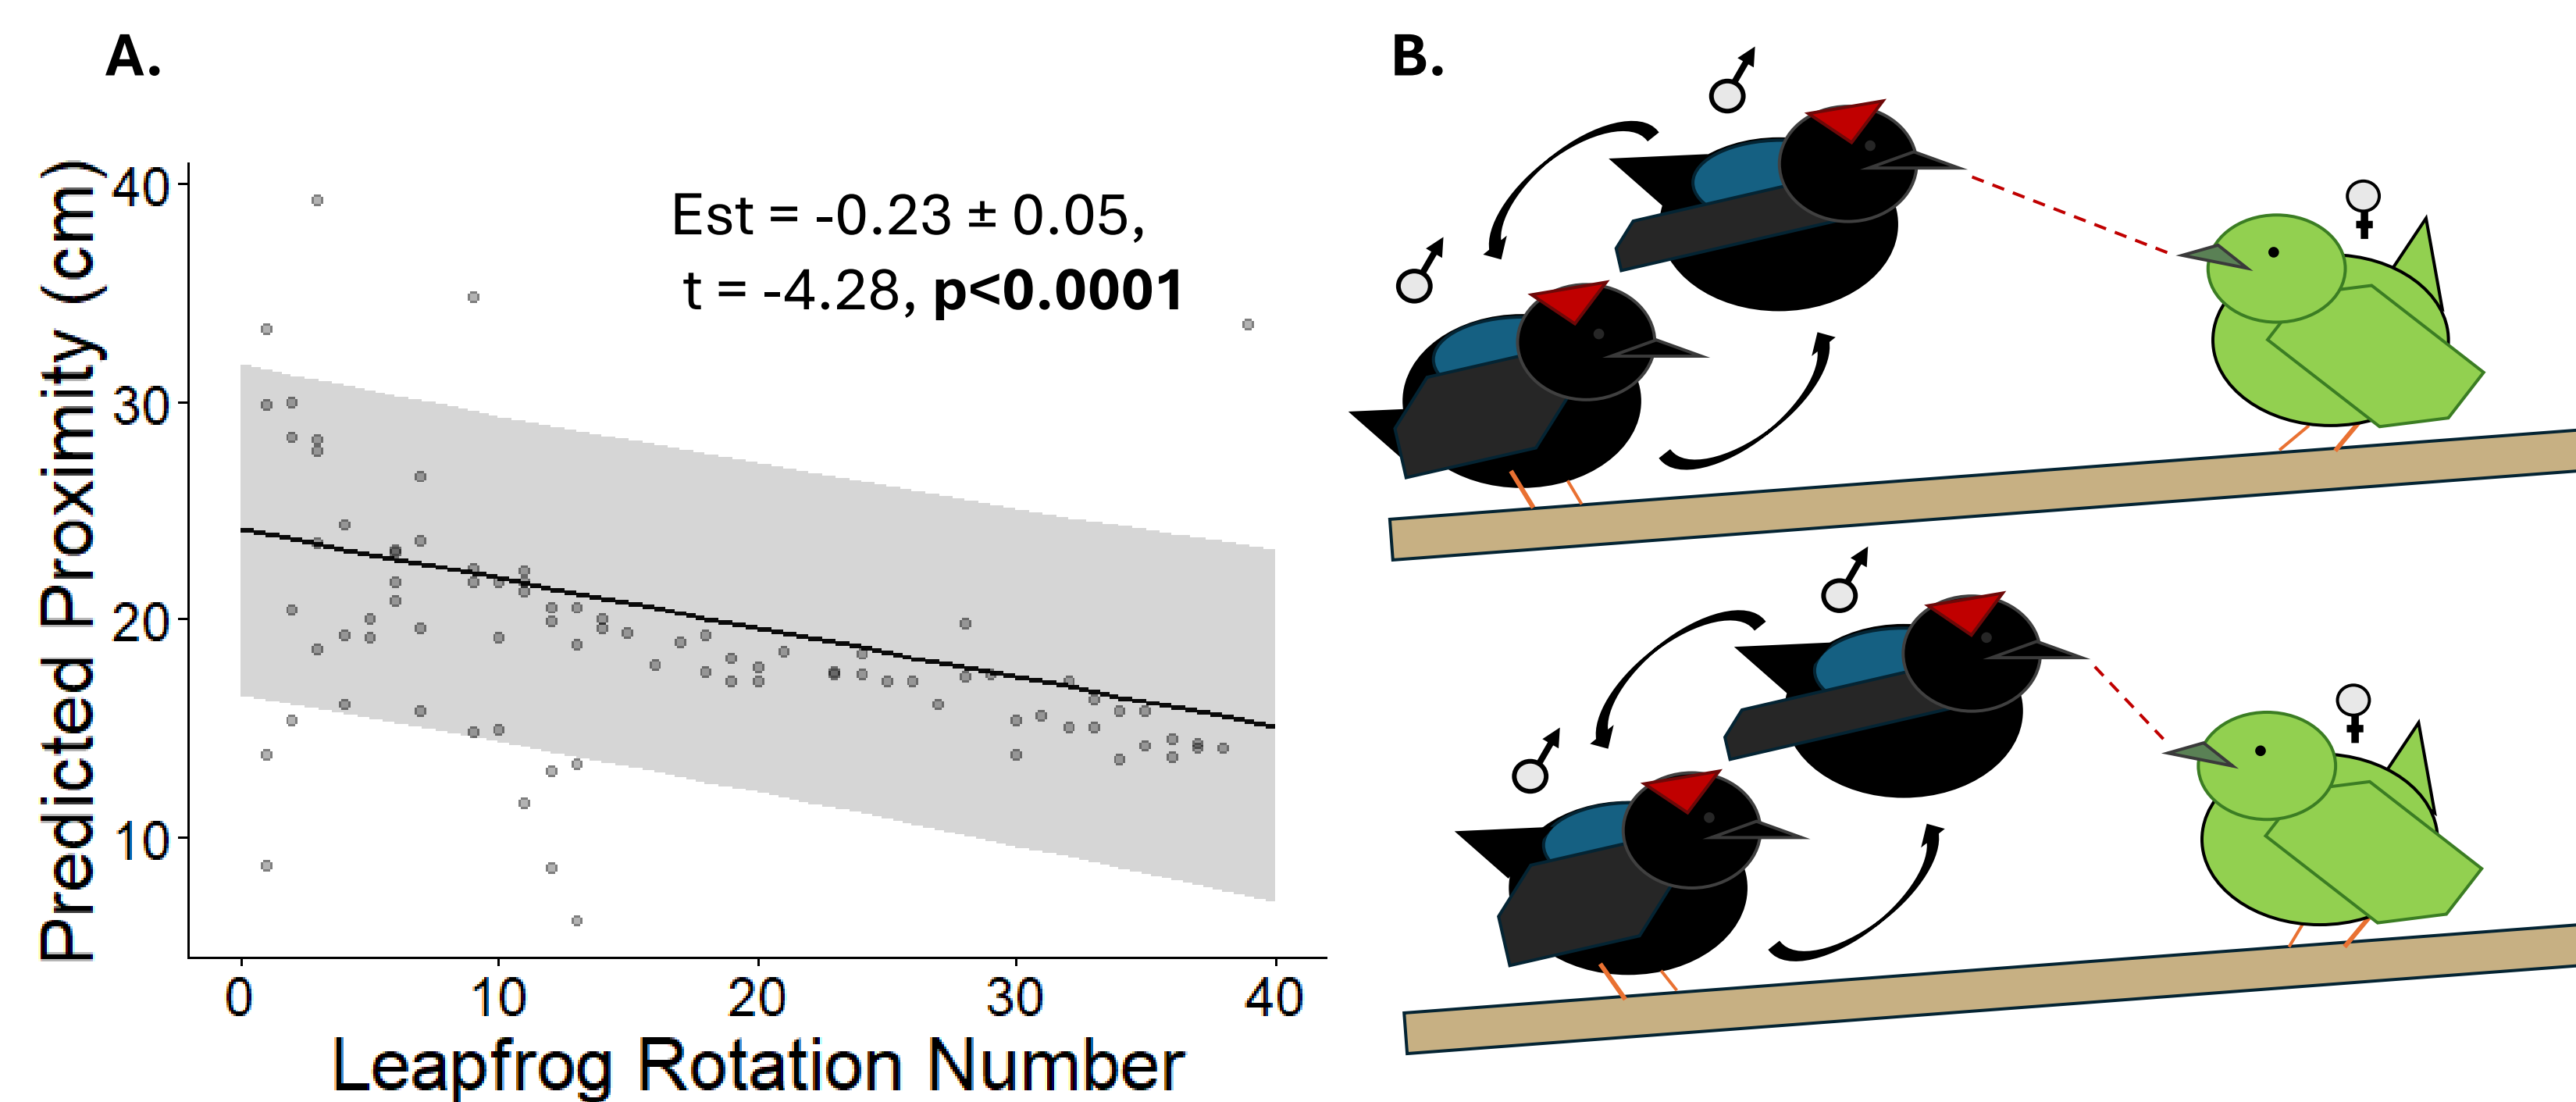 A.
Predicted Proximity (cm)
40
30
20
10
Est = -0.23 ± 0.05,
t = -4.28, p<0.0001
0 10 20 30 40
Leapfrog Rotation Number
B.
♂
♂
♀
♂
♂
♀